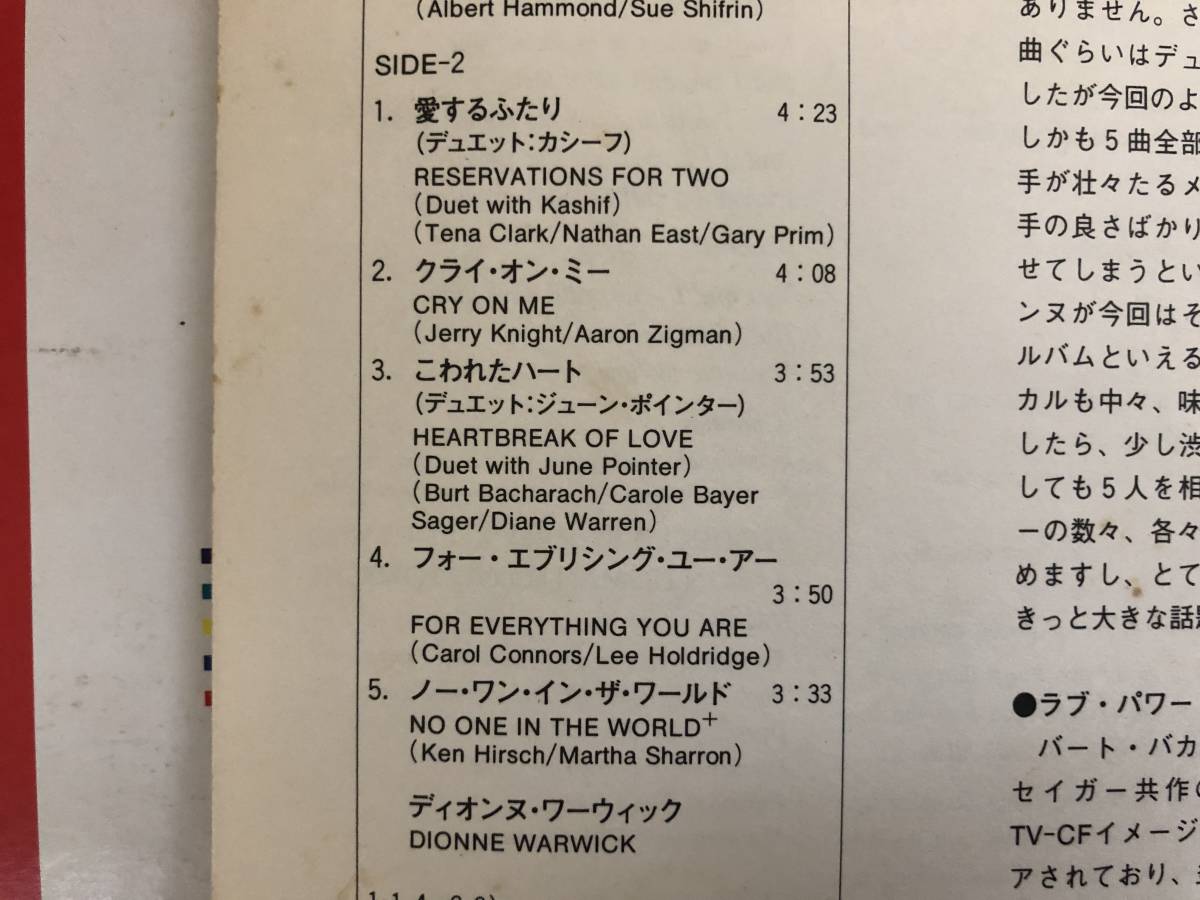 (Albert Hammond/Sue Shifrin)
SIDE-2
1. 愛するふたり 4:23
(デュエット:カシーフ)
RESERVATIONS FOR TWO
(Duet with Kashif)
(Tena Clark/Nathan East/Gary Prim)
2. クライ・オン・ミー 4:08
CRY ON ME
(Jerry Knight/Aaron Zigman)
3. こわれたハート 3:53
(デュエット:ジューン・ポインター)
HEARTBREAK OF LOVE
(Duet with June Pointer)
(Burt Bacharach/Carole Bayer
Sager/Diane Warren)
4. フォー・エブリシング・ユー・アー
3:50
FOR EVERYTHING YOU ARE
(Carol Connors/Lee Holdridge)
5. ノー・ワン・イン・ザ・ワールド 3:33
NO ONE IN THE WORLD+
(Ken Hirsch/Martha Sharron)
ディオンヌ・ワーウィック
DIONNE WARWICK
ありません。さ
曲ぐらいはデュ
したが今回のよ
しかも5曲全部
手が壮々たるメ
手の良さばかり
せてしまうとい
ンヌが今回はそ
ルバムといえる
カルも中々、味
したら、少し渋
しても5人を相
ーの数々、各々
めますし、とて
きっと大きな話題
●ラブ・パワー
バート・バカ
セイガー共作の
TV-CFイメージ
アされており、